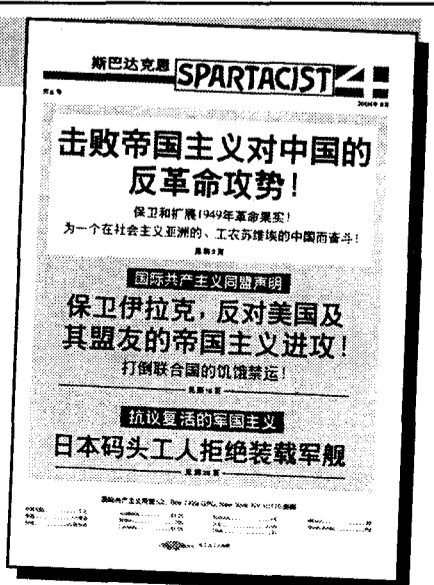 斯巴达克思 SPARTACIST
击败帝国主义对中国的
反革命攻势！
保卫和扩展1949年革命果实！
为一个在社会主义亚洲的、工农苏维埃的中国而奋斗！
国际共产主义同盟声明
保卫伊拉克，反对美国及
其盟友的帝国主义进攻！
打倒联合国的饥饿禁运！
抗议复活的军国主义
日本码头工人拒绝装载军舰